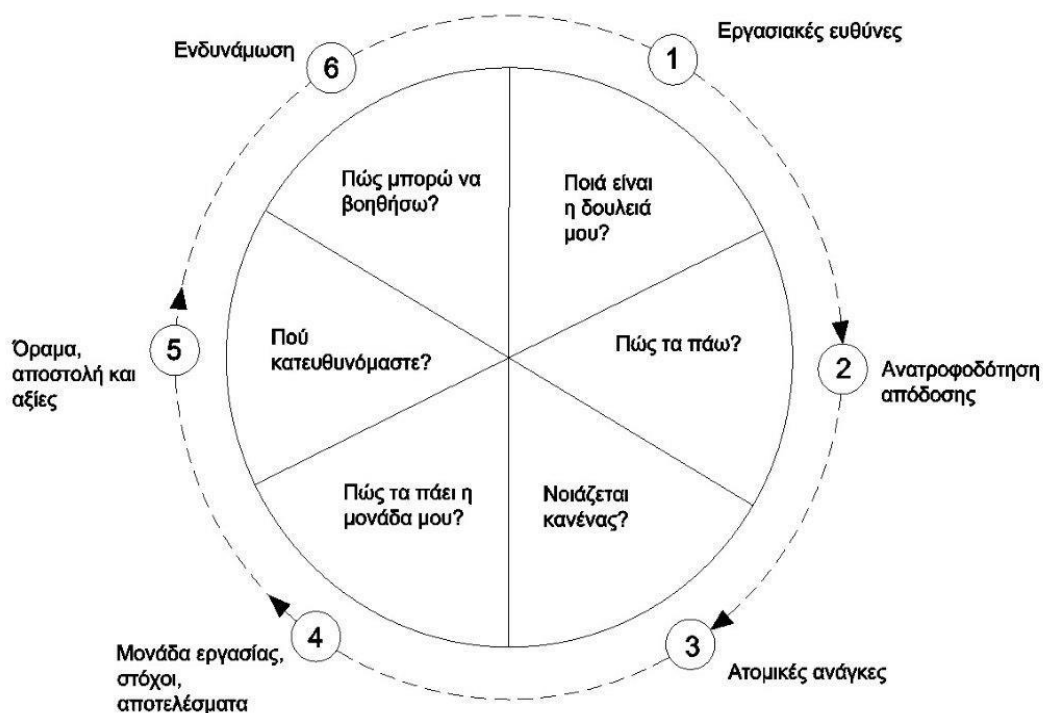 1
Εργασιακές ευθύνες
Ποιά είναι
η δουλειά
μου?
2
Ανατροφοδότηση
απόδοσης
Πώς τα πάω?
3
Ατομικές ανάγκες
Νοιάζεται
κανένας?
4
Μονάδα εργασίας,
στόχοι,
αποτελέσματα
Πώς τα πάει η
μονάδα μου?
5
Όραμα,
αποστολή και
αξίες
Πού
κατευθυνόμαστε?
6
Ενδυνάμωση
Πώς μπορώ να
βοηθήσω?